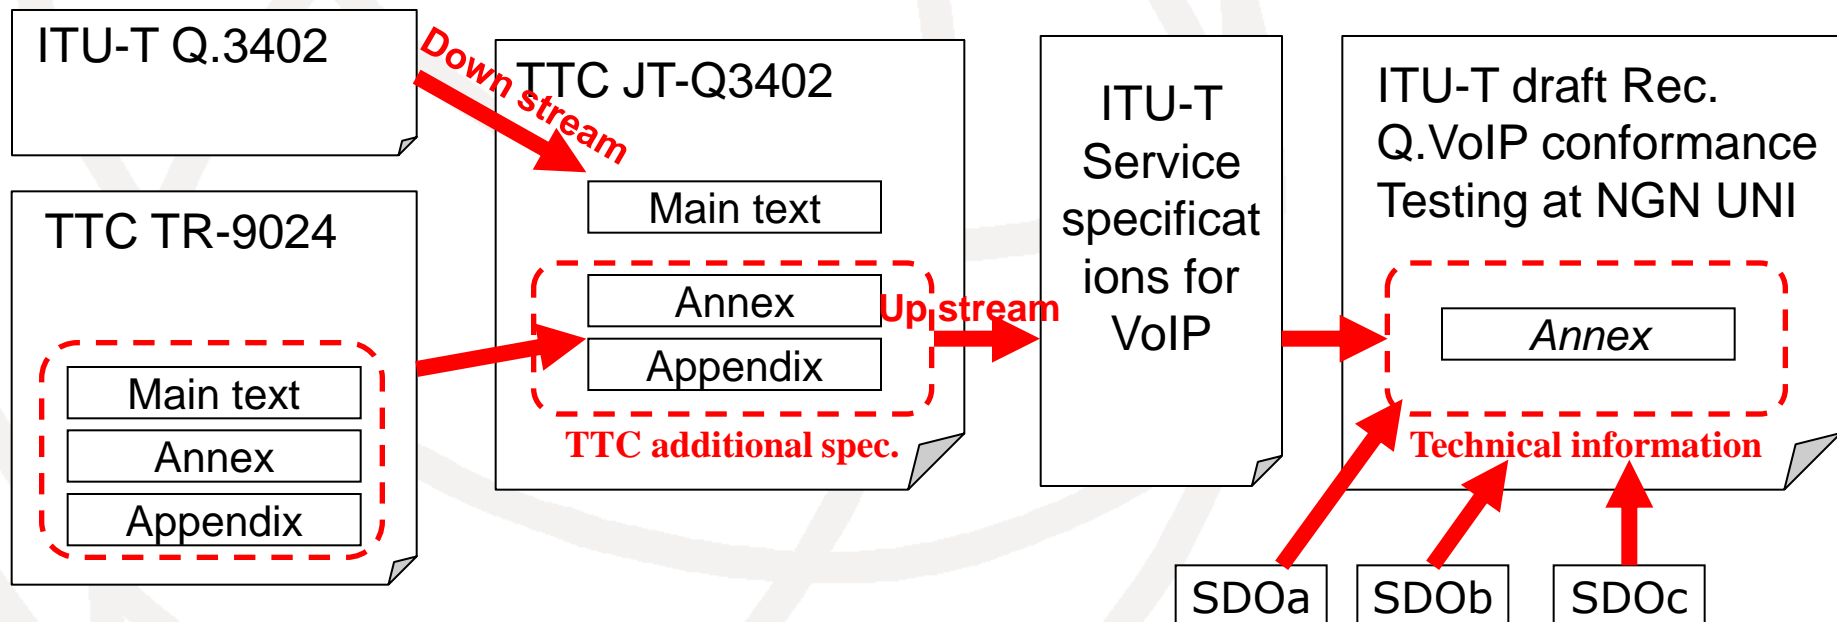 ITU-T Q.3402
TTC TR-9024
Main text
Annex
Appendix
Down stream
TTC JT-Q3402
Main text
Annex
Appendix
TTC additional spec.
Up stream
ITU-T
Service
specificat
ions for
VoIP
ITU-T draft Rec.
Q.VoIP conformance
Testing at NGN UNI
Annex
Technical information
SDOa
SDOb
SDOc